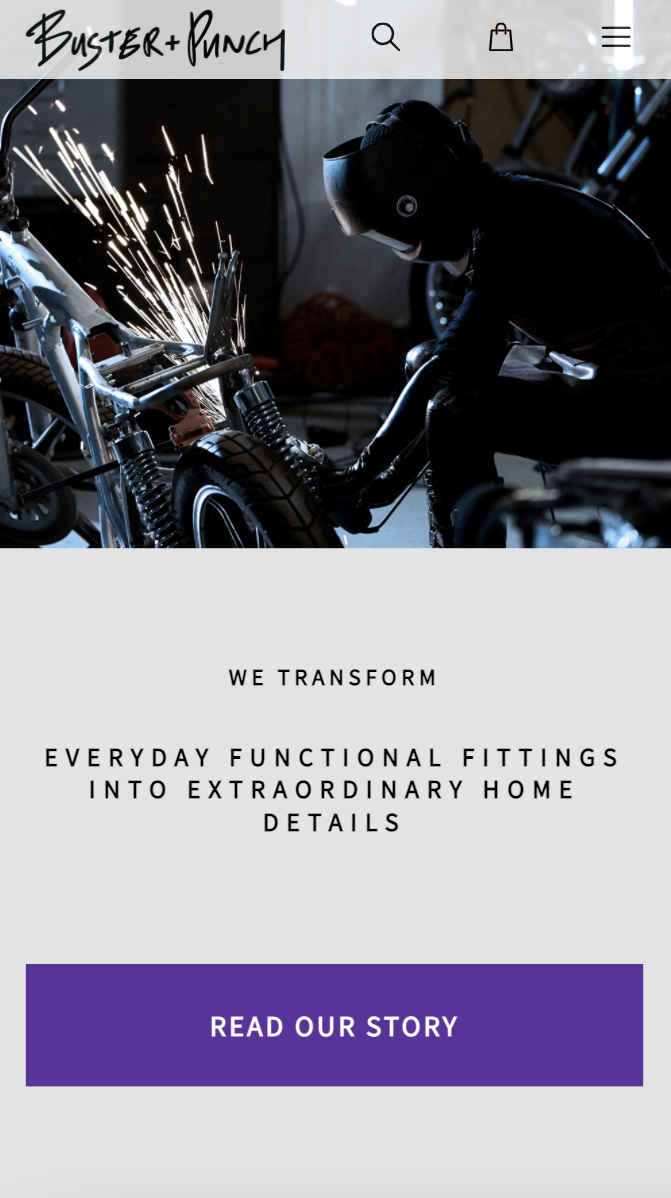 BUSTER + PUNCH
WE TRANSFORM
EVERYDAY FUNCTIONAL FITTINGS
INTO EXTRAORDINARY HOME
DETAILS
READ OUR STORY